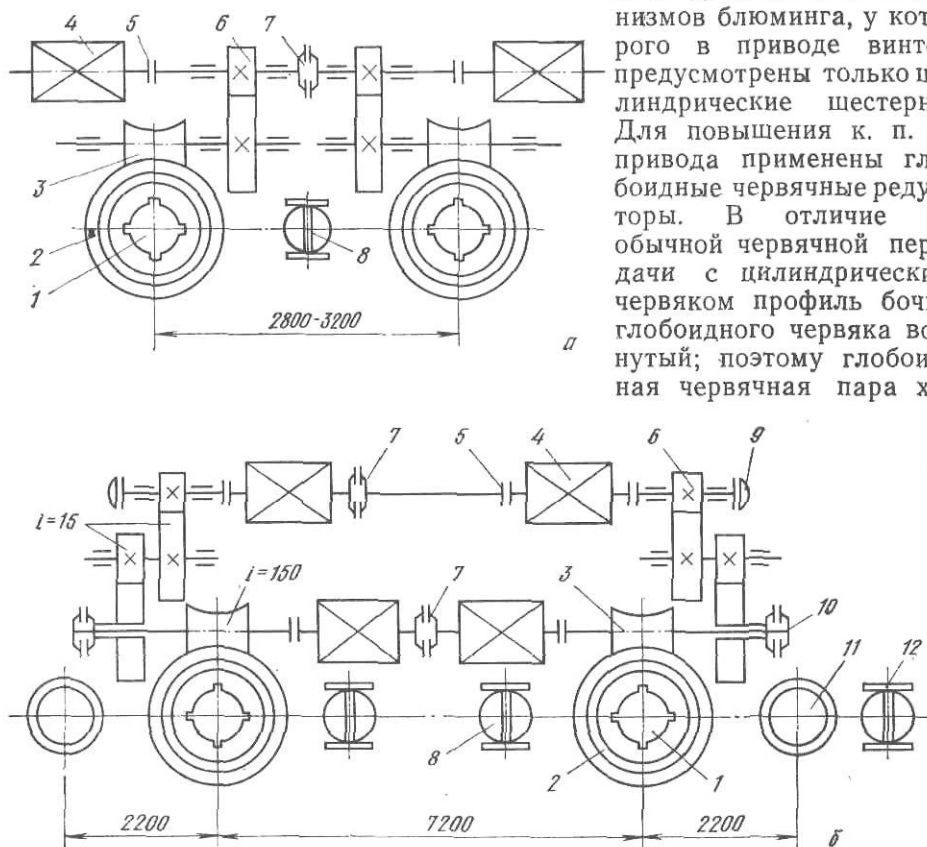 низмов блюминга, у кот
рого в приводе винт
предусмотрены только ц
линдрические шестерн
Для повышения к. п.
привода применены гл
боидные червячные реду
торы. В отличие
обычной червячной пер
дачи с цилиндрически
червяком профиль боч
глобоидного червяка во
нутый; поэтому глобои
ная червячная пара х
4 5 6 7
3
2
1
8
2800-3200
а
7 5 4 6 9
i=15
i=150
7
3
10
11 12
8
2
1
2200 7200 2200
б